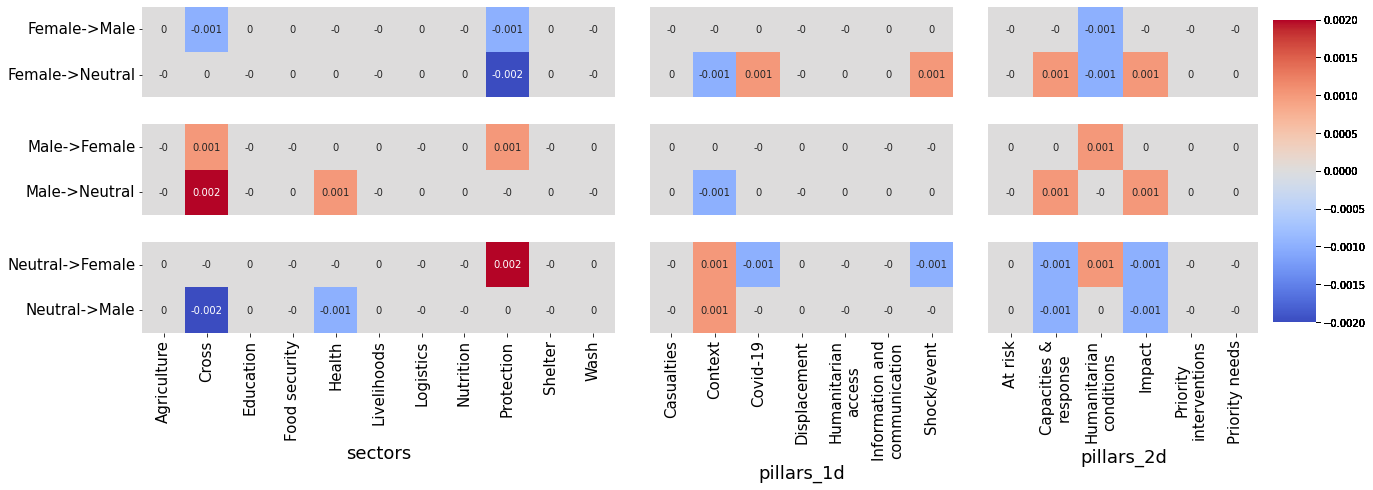 Female->Male 0 -0.001 -0 0 -0 0 0 0 -0.001 0 -0 -0 -0 0 0 0 0 0 -0 -0 -0.001 -0 -0 -0 0.0020
Female->Neutral -0 0 -0 0 -0 -0 -0 -0 -0.002 0 -0 0 -0.001 0.001 -0 0 0 0.001 -0 0.001 -0.001 0.001 0 0 0.0015
0.0010
Male->Female -0 0.001 0 -0 0 -0 -0 -0 0.001 -0 0 0 0 -0 -0 -0 -0 -0 0 0 0.001 0 0 0 0.0005
Male->Neutral -0 0.002 -0 0 0.001 -0 0 0 -0 0 0 0 -0.001 0 -0 0 0 0 -0 0.001 -0 0.001 0 0 0.0000
−0.0005
Neutral->Female 0 -0 0 -0 -0 0 -0 -0 0.002 -0 0 -0 0.001 -0.001 0 -0 -0 -0.001 0 -0.001 0.001 -0.001 -0 -0 −0.0010
Neutral->Male 0 -0.002 0 -0 -0.001 0 -0 -0 0 -0 0 -0 0.001 -0 0 -0 -0 -0 0 -0.001 0 -0.001 -0 -0 −0.0015
−0.0020
Agriculture
Cross
Education
Food security
Health
Livelihoods
Logistics
Nutrition
Protection
Shelter
Wash
sectors
Casualties
Context
Covid-19
Displacement
Humanitarian
access
Information and
communication
Shock/event
pillars_1d
At risk
Capacities &
response
Humanitarian
conditions
Impact
Priority
interventions
Priority needs
pillars_2d